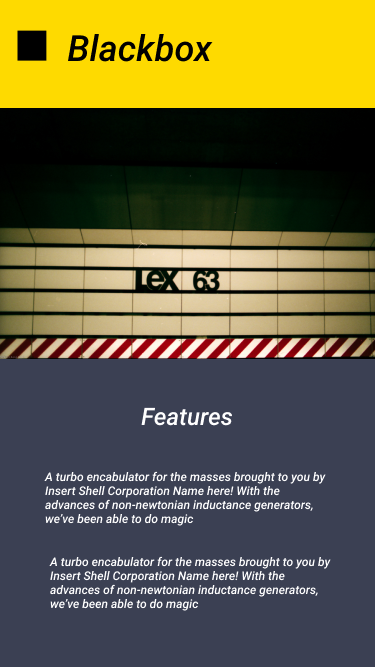 Blackbox
Lex 63
Features
A turbo encabulator for the masses brought to you by
Insert Shell Corporation Name here! With the
advances of non-newtonian inductance generators,
we've been able to do magic
A turbo encabulator for the masses brought to you by
Insert Shell Corporation Name here! With the
advances of non-newtonian inductance generators,
we've been able to do magic